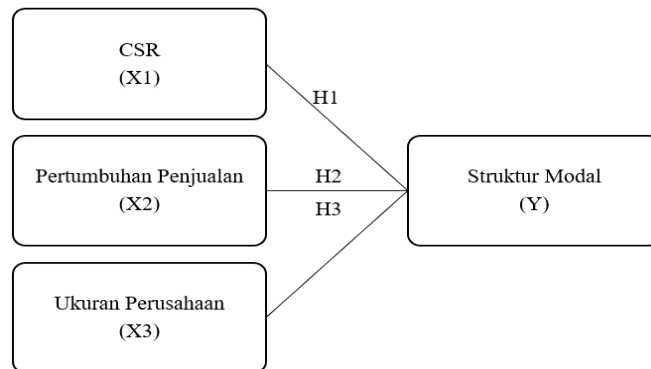 CSR
(X1)
H1
Pertumbuhan Penjualan
(X2)
H2
H3
Struktur Modal
(Y)
Ukuran Perusahaan
(X3)